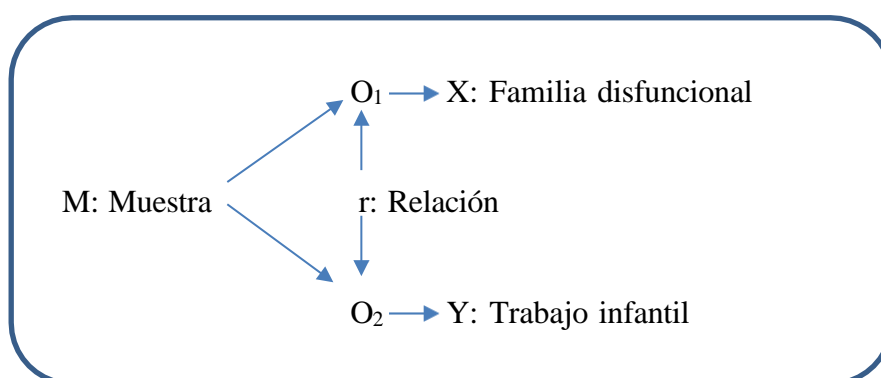 O₁ X: Familia disfuncional
M: Muestra r: Relación
O₂ Y: Trabajo infantil